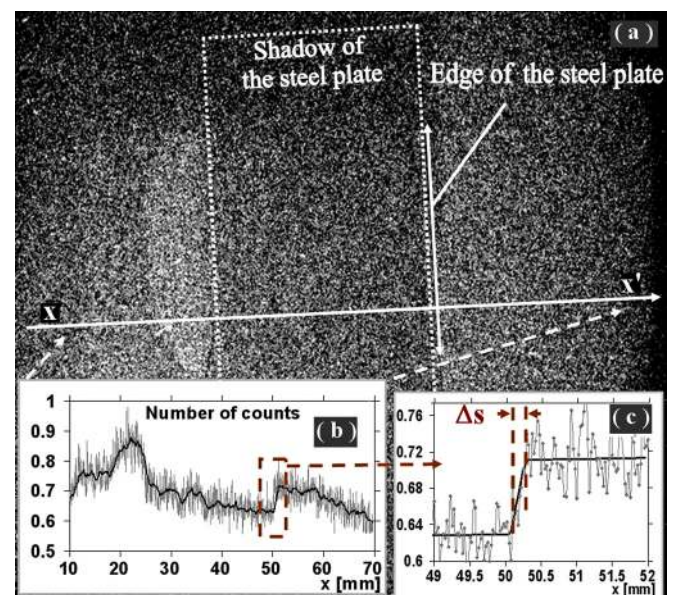 ( a )
Shadow of
the steel plate
Edge of the steel plate
x
x'
Number of counts
( b )
1
0.9
0.8
0.7
0.6
0.5
10
20
30
40
50
60
70
x [mm]
( c )
Δs
0.76
0.72
0.68
0.64
0.6
49
49.5
50
50.5
51
51.5
52
x [mm]